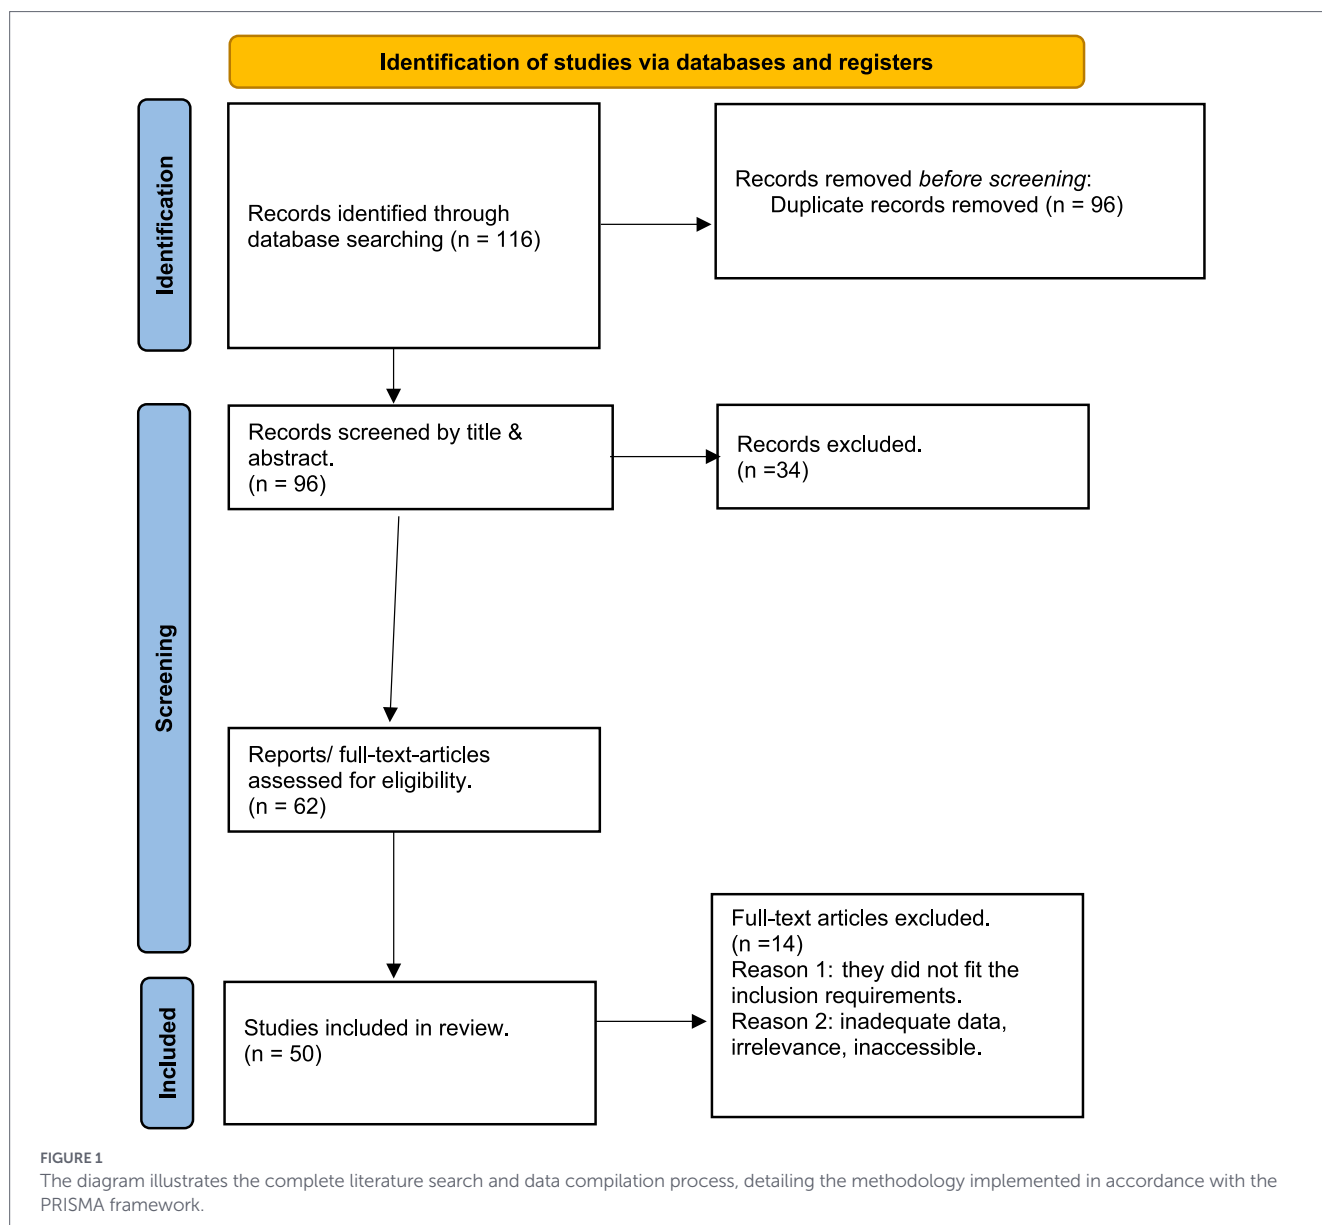 Identification of studies via databases and registers
Identification
Records identified through
database searching (n = 116)
Records removed before screening:
Duplicate records removed (n = 96)
Screening
Records screened by title &
abstract.
(n = 96)
Records excluded.
(n =34)
Reports/ full-text-articles
assessed for eligibility.
(n = 62)
Included
Studies included in review.
(n = 50)
Full-text articles excluded.
(n =14)
Reason 1: they did not fit the
inclusion requirements.
Reason 2: inadequate data,
irrelevance, inaccessible.
FIGURE 1
The diagram illustrates the complete literature search and data compilation process, detailing the methodology implemented in accordance with the
PRISMA framework.